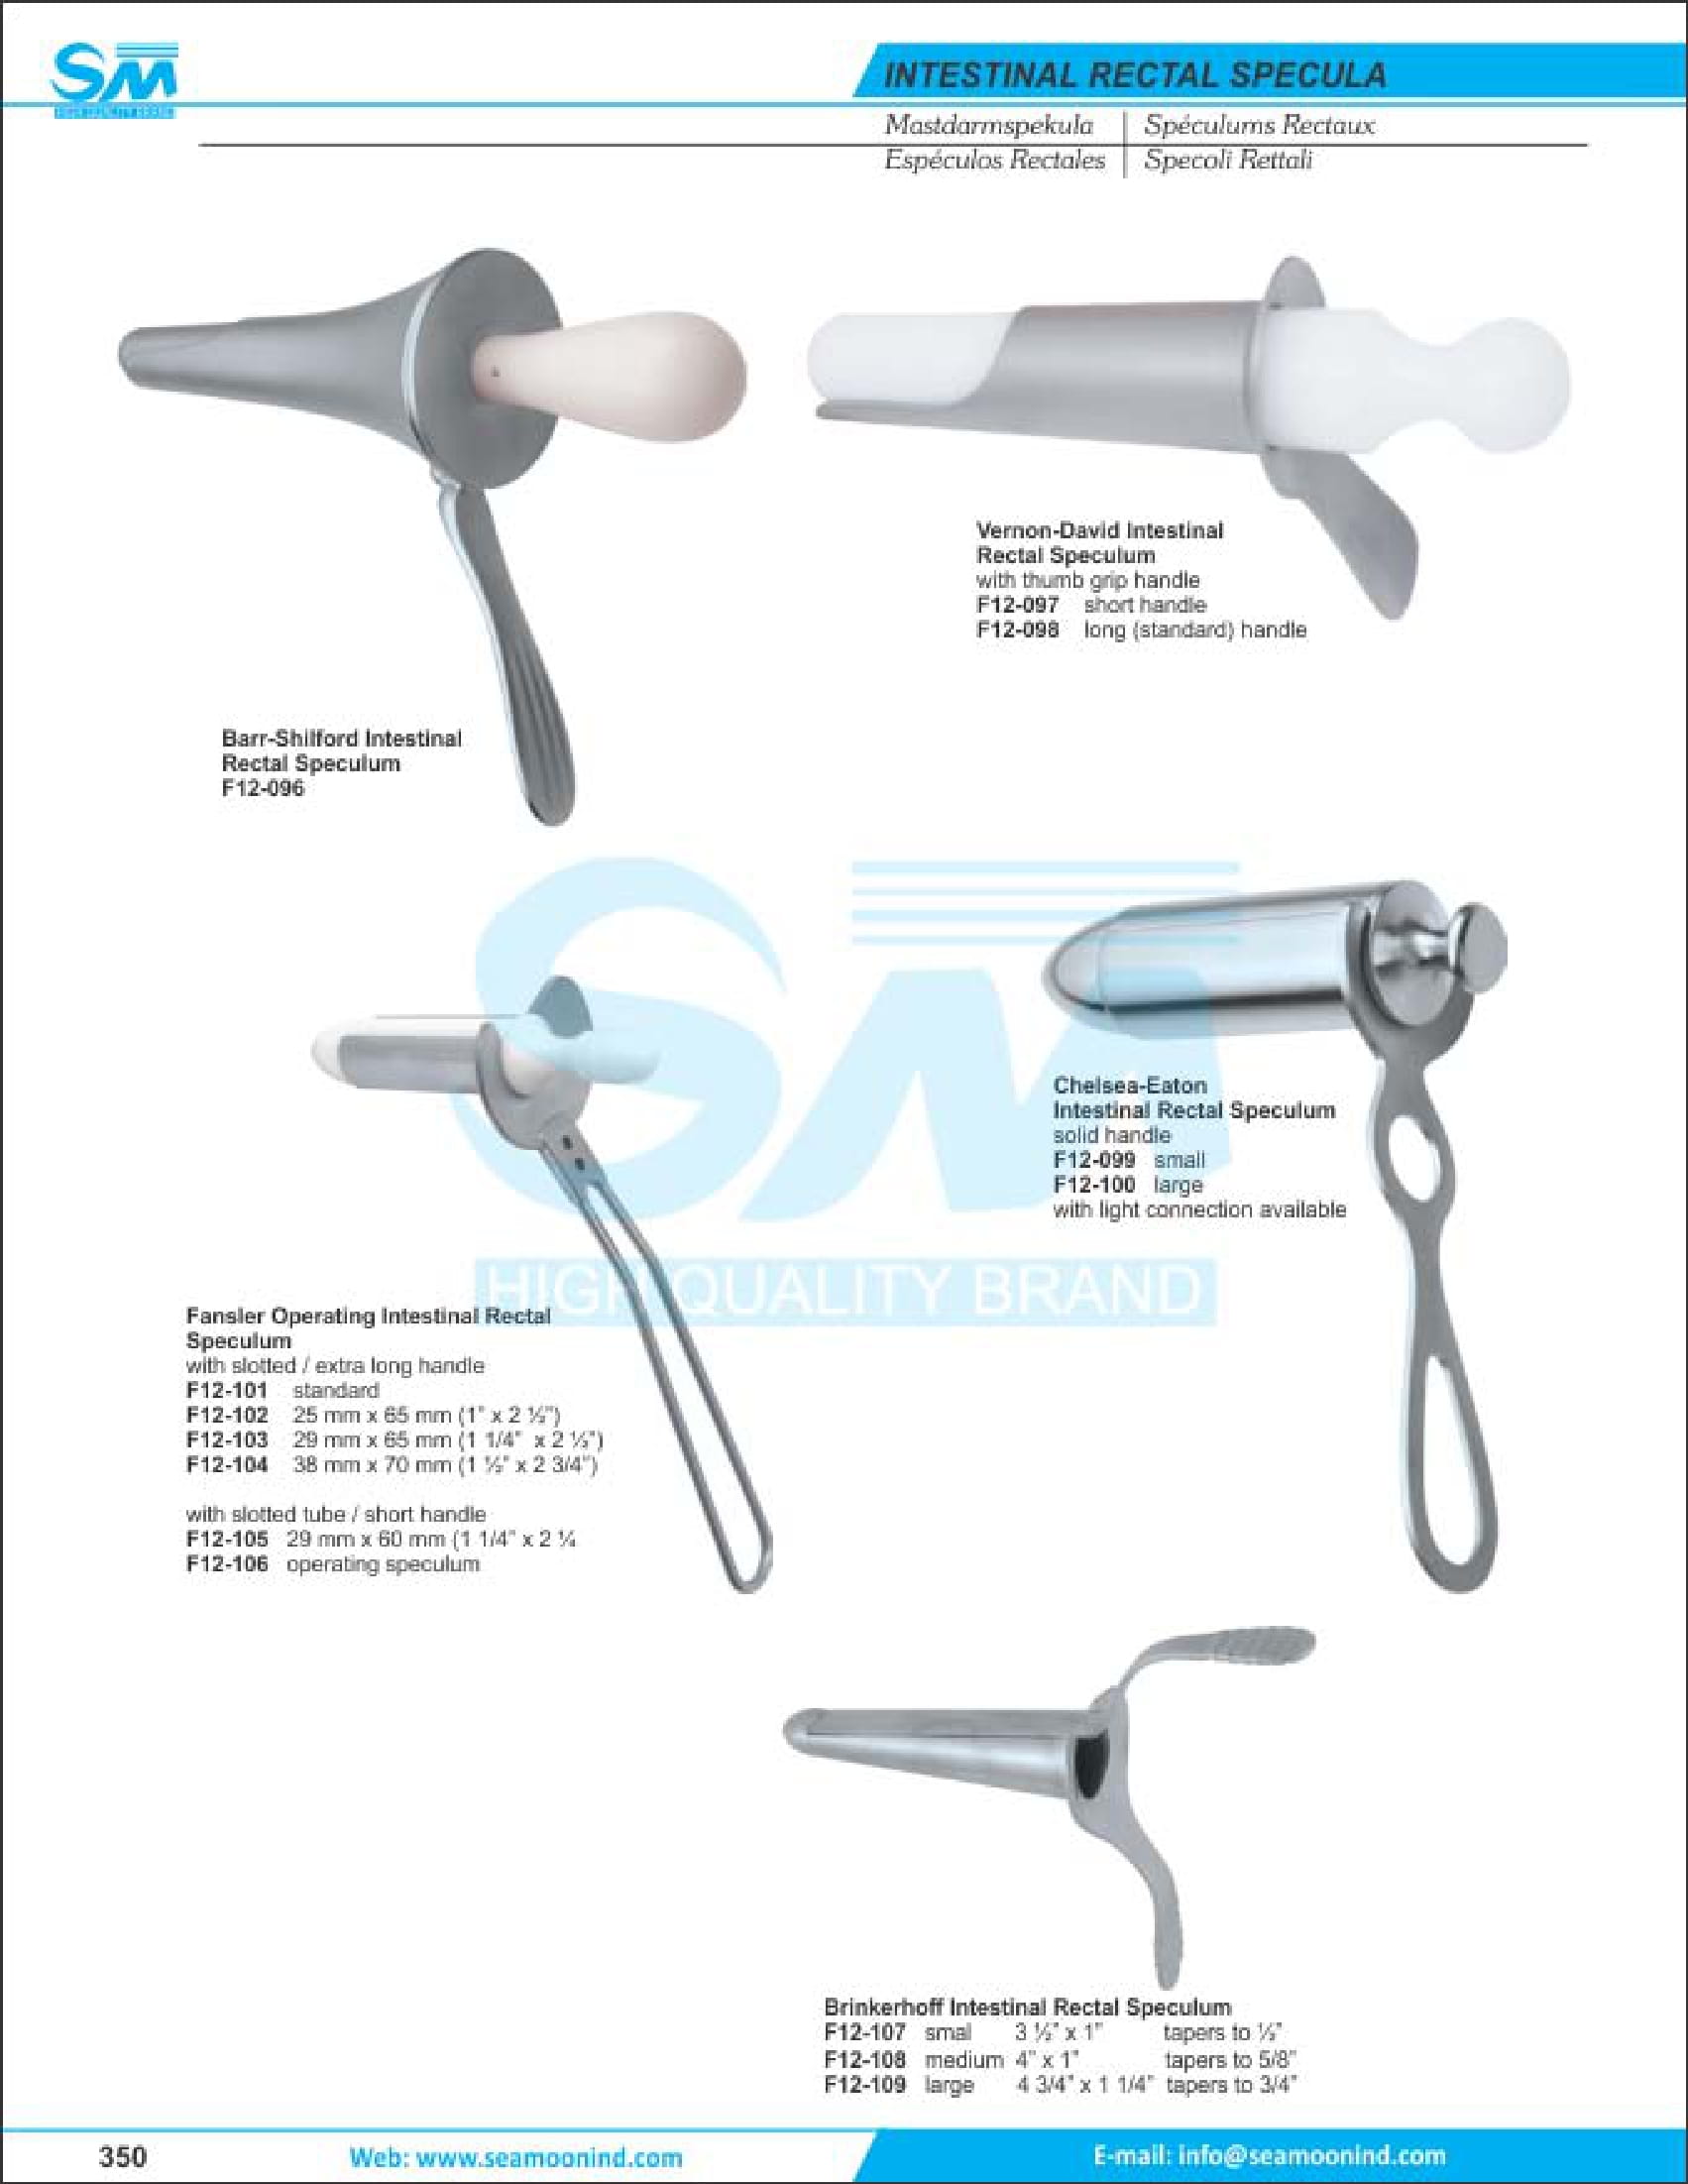 SM
INTESTINAL RECTAL SPECULA
Mastdarmspekula
Spéculums Rectaux
Espéculos Rectales
Specoli Rettali
Vernon-David Intestinal
Rectal Speculum
with thumb grip handle
F12-097 short handle
F12-098 long (standard) handle
Barr-Shilford Intestinal
Rectal Speculum
F12-096
SM
HIGH QUALITY BRAND
Chelsea-Eaton
Intestinal Rectal Speculum
solid handle
F12-099 small
F12-100 large
with light connection available
Fansler Operating Intestinal Rectal
Speculum
with slotted / extra long handle
F12-101 standard
F12-102 25 mm x 65 mm (1" x 2 ½")
F12-103 29 mm x 65 mm (1 1/4" x 2 ½")
F12-104 38 mm x 70 mm (1 ½" x 2 3/4")
with slotted tube / short handle
F12-105 29 mm x 60 mm (1 1/4" x 2 ¼
F12-106 operating speculum
Brinkerhoff Intestinal Rectal Speculum
F12-107 smal 3 ½" x 1" tapers to ½"
F12-108 medium 4" x 1" tapers to 5/8"
F12-109 large 4 3/4" x 1 1/4" tapers to 3/4"
350
Web: www.seamoonind.com
E-mail: info@seamoonind.com